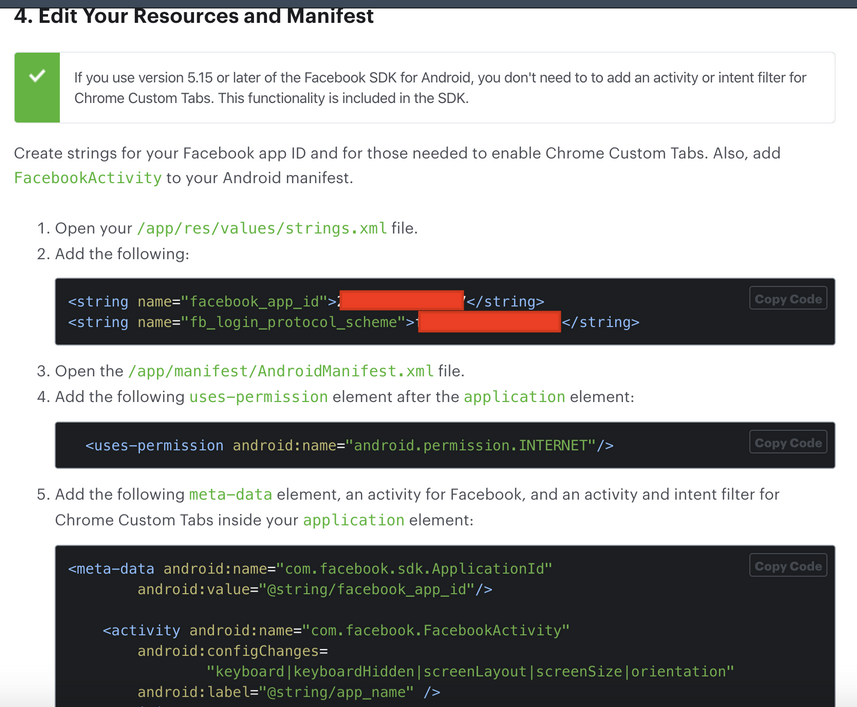 4. Edit Your Resources and Manifest
If you use version 5.15 or later of the Facebook SDK for Android, you don't need to to add an activity or intent filter for
Chrome Custom Tabs. This functionality is included in the SDK.
Create strings for your Facebook app ID and for those needed to enable Chrome Custom Tabs. Also, add
FacebookActivity to your Android manifest.
1. Open your /app/res/values/strings.xml file.
2. Add the following:
Copy Code
<string name="facebook_app_id"></string>
<string name="fb_login_protocol_scheme"></string>
3. Open the /app/manifest/AndroidManifest.xml file.
4. Add the following uses-permission element after the application element:
Copy Code
<uses-permission android:name="android.permission.INTERNET"/>
5. Add the following meta-data element, an activity for Facebook, and an activity and intent filter for
Chrome Custom Tabs inside your application element:
Copy Code
<meta-data android:name="com.facebook.sdk.ApplicationId"
android:value="@string/facebook_app_id"/>
<activity android:name="com.facebook.FacebookActivity"
android:configChanges=
"keyboard|keyboardHidden|screenLayout|screenSize|orientation"
android:label="@string/app_name" />